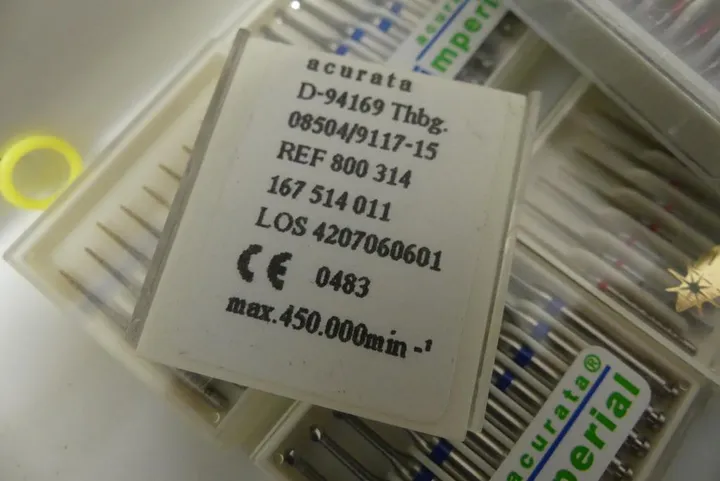 acurata
D-94169 Thbg.
08504/9117-15
REF 800 314
167 514 011
LOS 4207060601
CE 0483
max.450.000min -¹
acurata
mperial
acurata®
mperial